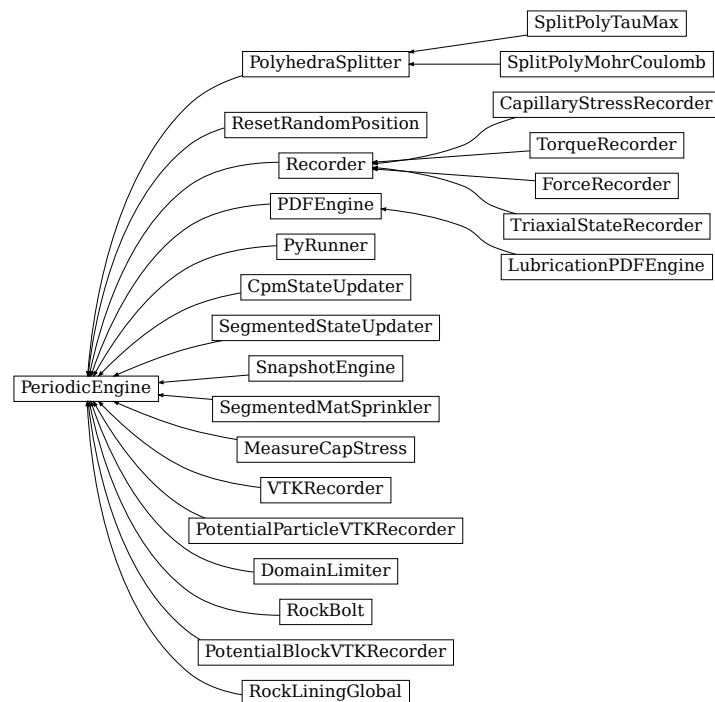 SplitPolyTauMax
PolyhedraSplitter
SplitPolyMohrCoulomb
CapillaryStressRecorder
ResetRandomPosition
TorqueRecorder
Recorder
ForceRecorder
PDFEngine
TriaxialStateRecorder
PyRunner
LubricationPDFEngine
CpmStateUpdater
SegmentedStateUpdater
SnapshotEngine
PeriodicEngine
SegmentedMatSprinkler
MeasureCapStress
VTKRecorder
PotentialParticleVTKRecorder
DomainLimiter
RockBolt
PotentialBlockVTKRecorder
RockLiningGlobal